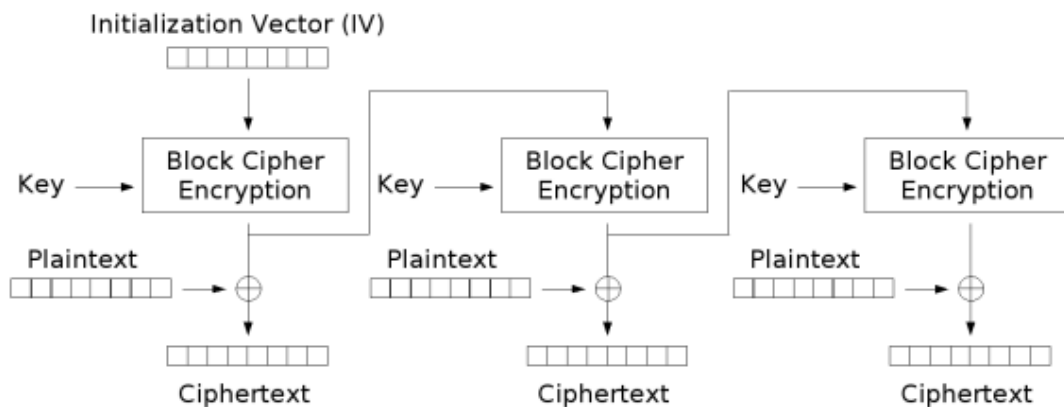 Initialization Vector (IV)
Key
Block Cipher
Encryption
Key
Block Cipher
Encryption
Key
Block Cipher
Encryption
Plaintext
Plaintext
Plaintext
Ciphertext
Ciphertext
Ciphertext